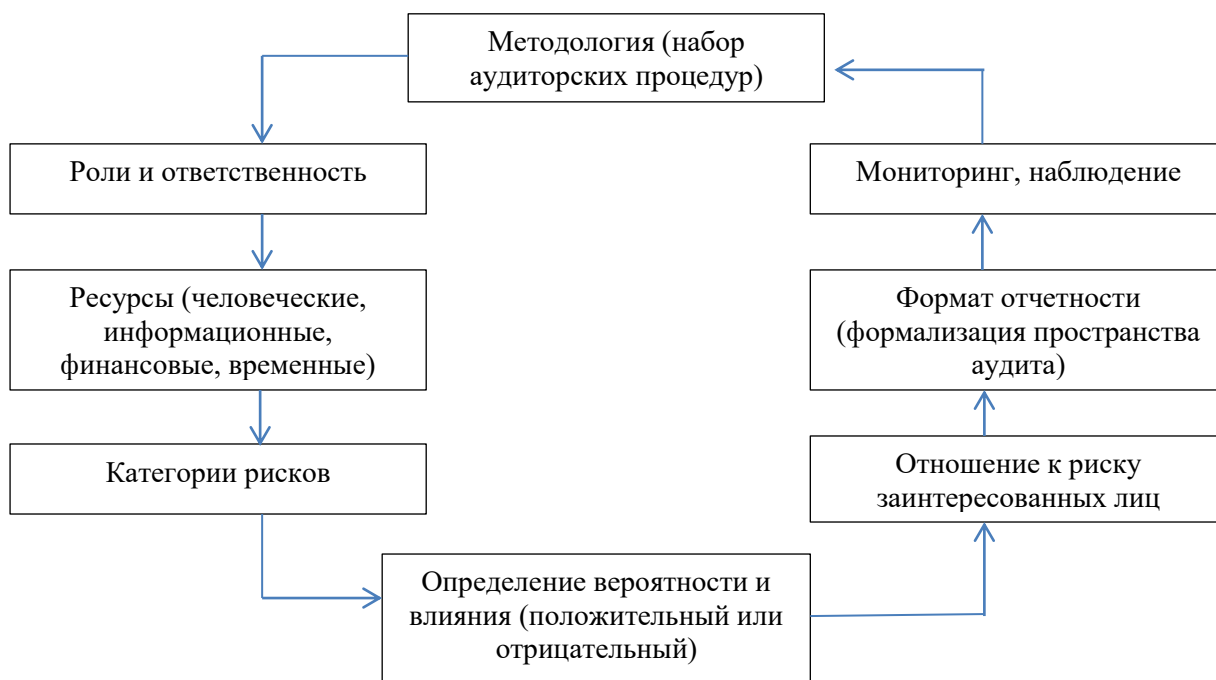 Методология (набор
аудиторских процедур)
Роли и ответственность
Мониторинг, наблюдение
Ресурсы (человеческие,
информационные,
финансовые, временные)
Формат отчетности
(формализация пространства
аудита)
Категории рисков
Отношение к риску
заинтересованных лиц
Определение вероятности и
влияния (положительный или
отрицательный)